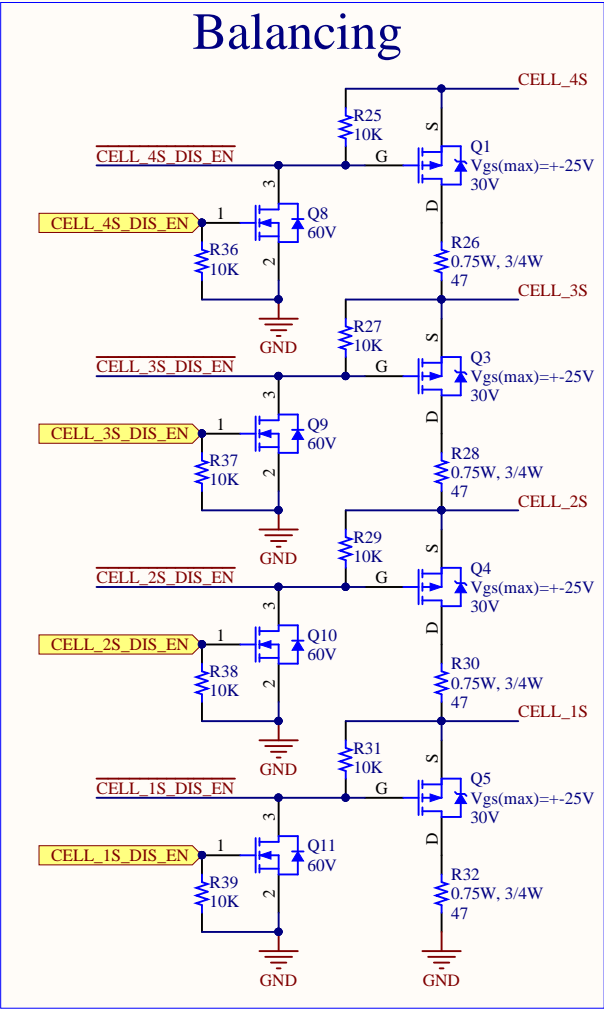 Balancing
CELL_4S
R25
10K
S
Q1
Vgs(max)=+-25V
30V
CELL_4S_DIS_EN
G
3
D
1
CELL_4S_DIS_EN
Q8
60V
R36
10K
2
R26
0.75W, 3/4W
47
GND
CELL_3S
R27
10K
S
Q3
Vgs(max)=+-25V
30V
CELL_3S_DIS_EN
G
3
D
1
CELL_3S_DIS_EN
Q9
60V
R37
10K
2
R28
0.75W, 3/4W
47
GND
CELL_2S
R29
10K
S
Q4
Vgs(max)=+-25V
30V
CELL_2S_DIS_EN
G
3
D
1
CELL_2S_DIS_EN
Q10
60V
R38
10K
2
R30
0.75W, 3/4W
47
GND
CELL_1S
R31
10K
S
Q5
Vgs(max)=+-25V
30V
CELL_1S_DIS_EN
G
3
D
1
CELL_1S_DIS_EN
Q11
60V
R39
10K
2
R32
0.75W, 3/4W
47
GND
GND